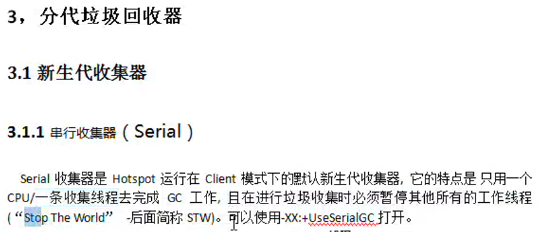 3，分代垃圾回收器
3.1 新生代收集器
3.1.1 串行收集器（Serial）
Serial 收集器是 Hotspot 运行在 Client 模式下的默认新生代收集器, 它的特点是 只用一个
CPU/一条收集线程去完成 GC 工作, 且在进行垃圾收集时必须暂停其他所有的工作线程
(“Stop The World” -后面简称 STW)。可以使用-XX:+UseSerialGC 打开。